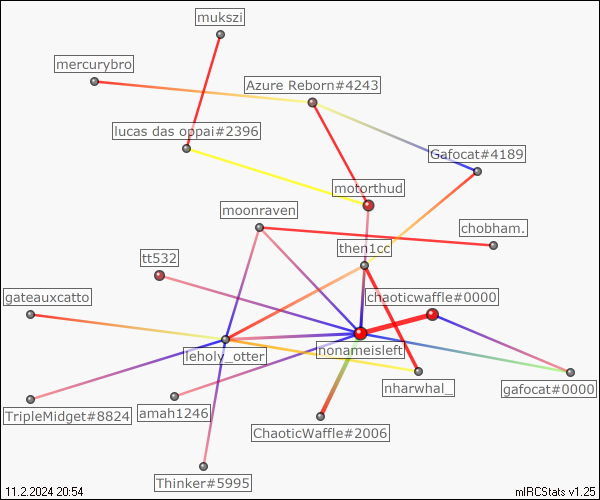 mukszi
mercurybro
Azure Reborn#4243
lucas das oppai#2396
Gafocat#4189
motorthud
moonraven
chobham.
then1cc
tt532
gateauxcatto
chaoticwaffle#0000
nonameisleft
leholy_otter
nharwhal_
gafocat#0000
TripleMidget#8824
amah1246
ChaoticWaffle#2006
Thinker#5995
11.2.2024 20:54
mIRCStats v1.25